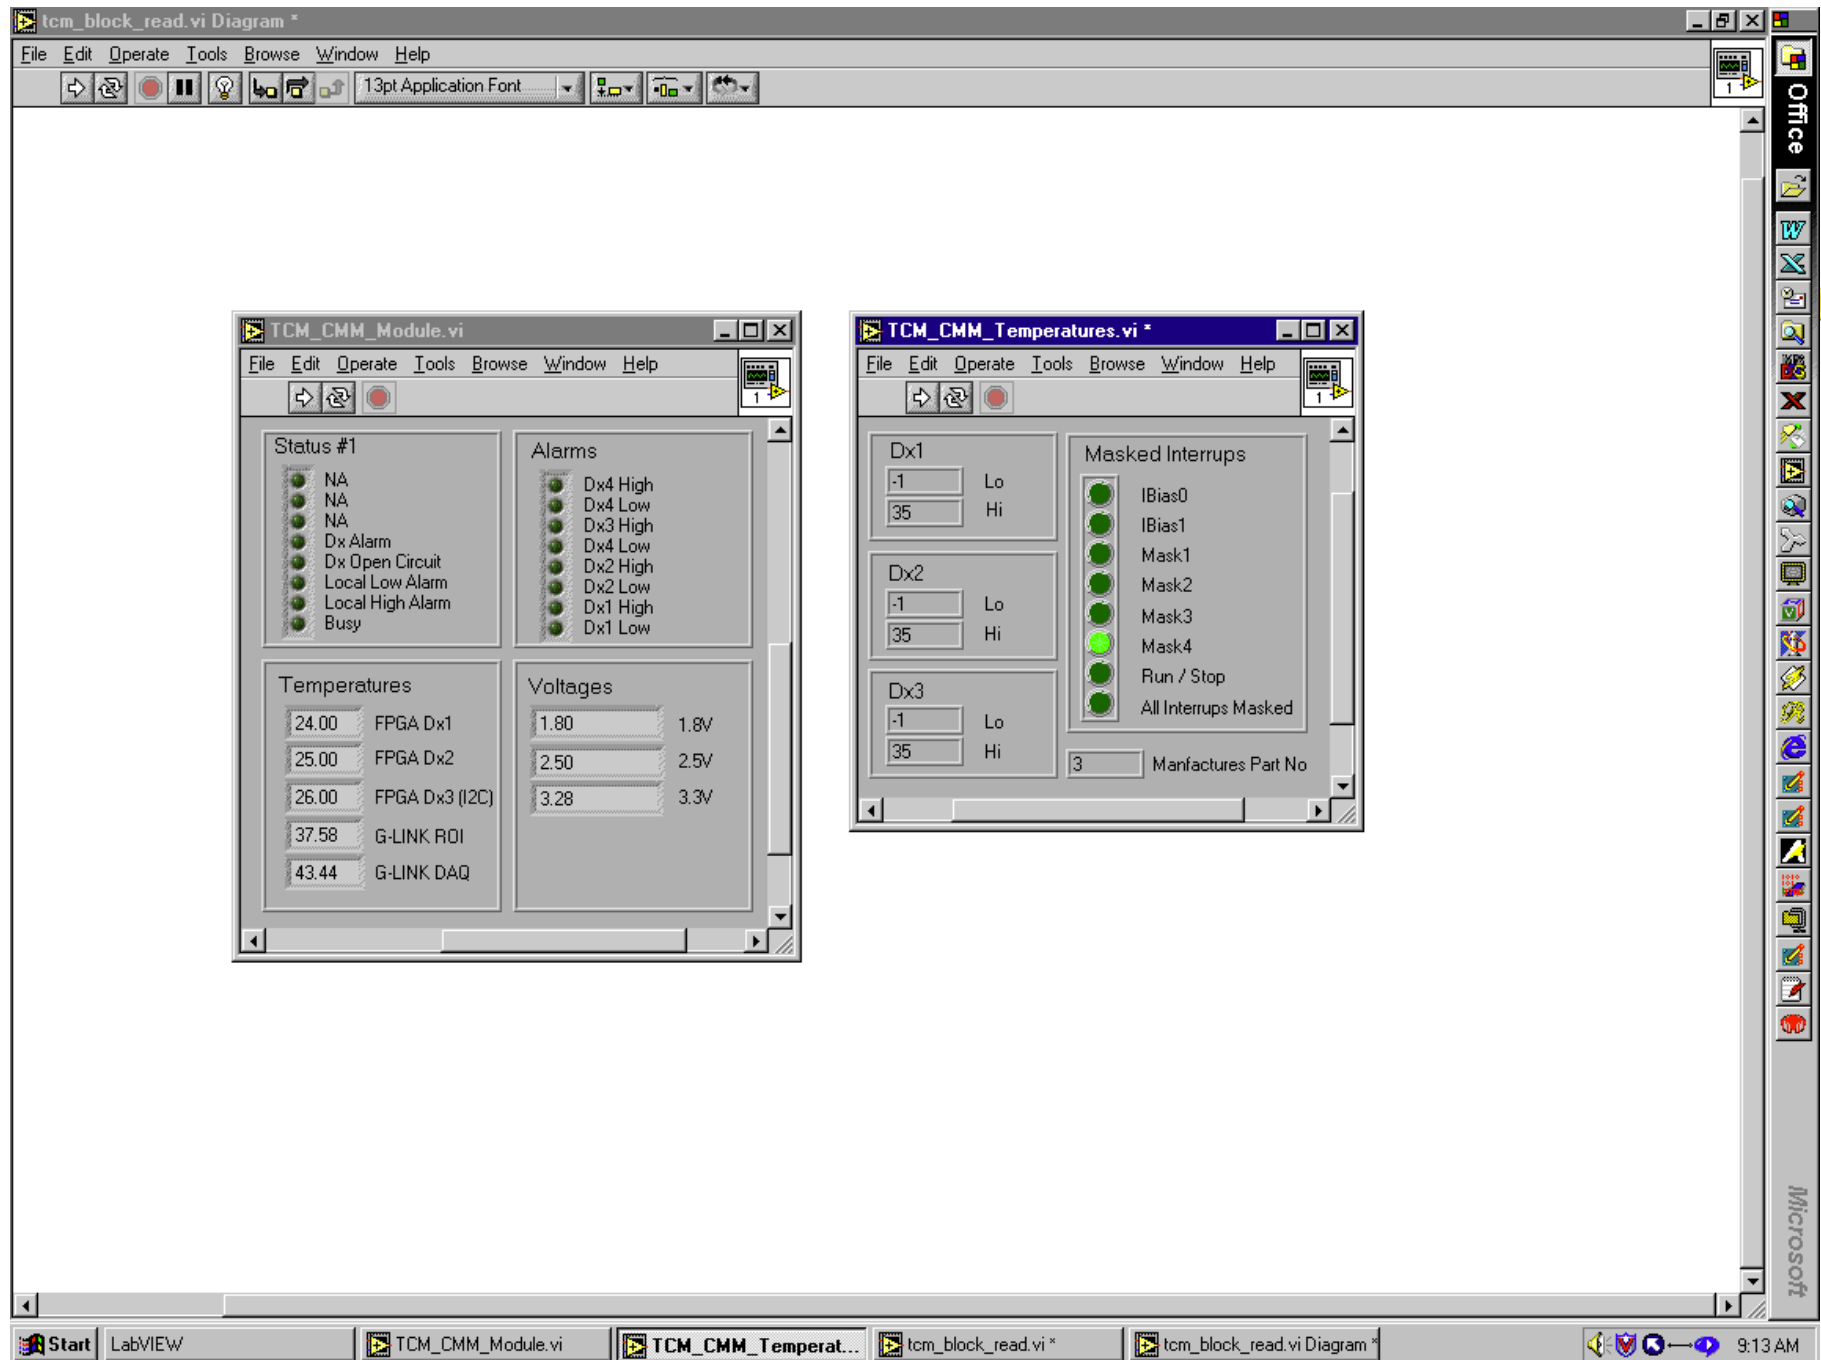 tcm_block_read.vi Diagram *
File Edit Operate Tools Browse Window Help
13pt Application Font
1
Office
TCM_CMM_Module.vi
File Edit Operate Tools Browse Window Help
1
Status #1
NA
NA
NA
Dx Alarm
Dx Open Circuit
Local Low Alarm
Local High Alarm
Busy
Alarms
Dx4 High
Dx4 Low
Dx3 High
Dx4 Low
Dx2 High
Dx2 Low
Dx1 High
Dx1 Low
Temperatures
24.00 FPGA Dx1
25.00 FPGA Dx2
26.00 FPGA Dx3 (I2C)
37.58 G-LINK ROI
43.44 G-LINK DAQ
Voltages
1.80 1.8V
2.50 2.5V
3.28 3.3V
TCM_CMM_Temperatures.vi *
File Edit Operate Tools Browse Window Help
1
Dx1
-1 Lo
35 Hi
Dx2
-1 Lo
35 Hi
Dx3
-1 Lo
35 Hi
Masked Interrups
IBias0
IBias1
Mask1
Mask2
Mask3
Mask4
Run / Stop
All Interrups Masked
3 Manfactures Part No
Microsoft
Start LabVIEW TCM_CMM_Module.vi TCM_CMM_Temperat... tcm_block_read.vi * tcm_block_read.vi Diagram * 9:13 AM